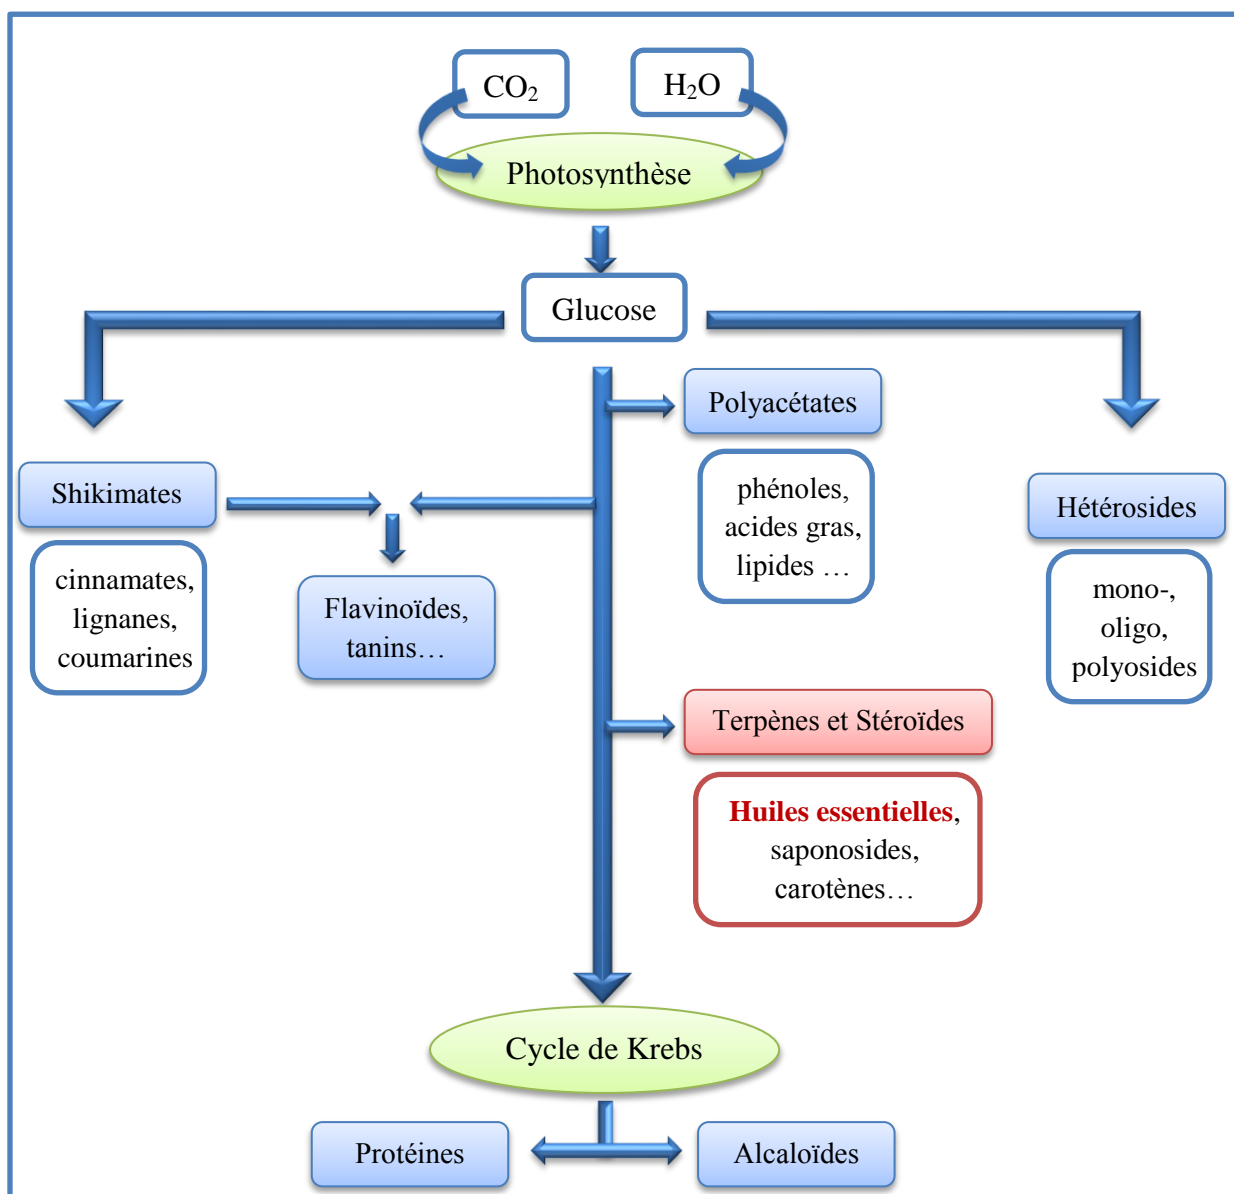 CO₂
H₂O
Photosynthèse
Glucose
Polyacétates
phénoles,
acides gras,
lipides …
Shikimates
cinnamates,
lignanes,
coumarines
Flavinoïdes,
tanins…
Hétérosides
mono-,
oligo,
polyosides
Terpènes et Stéroïdes
Huiles essentielles,
saponosides,
carotènes…
Cycle de Krebs
Protéines
Alcaloïdes